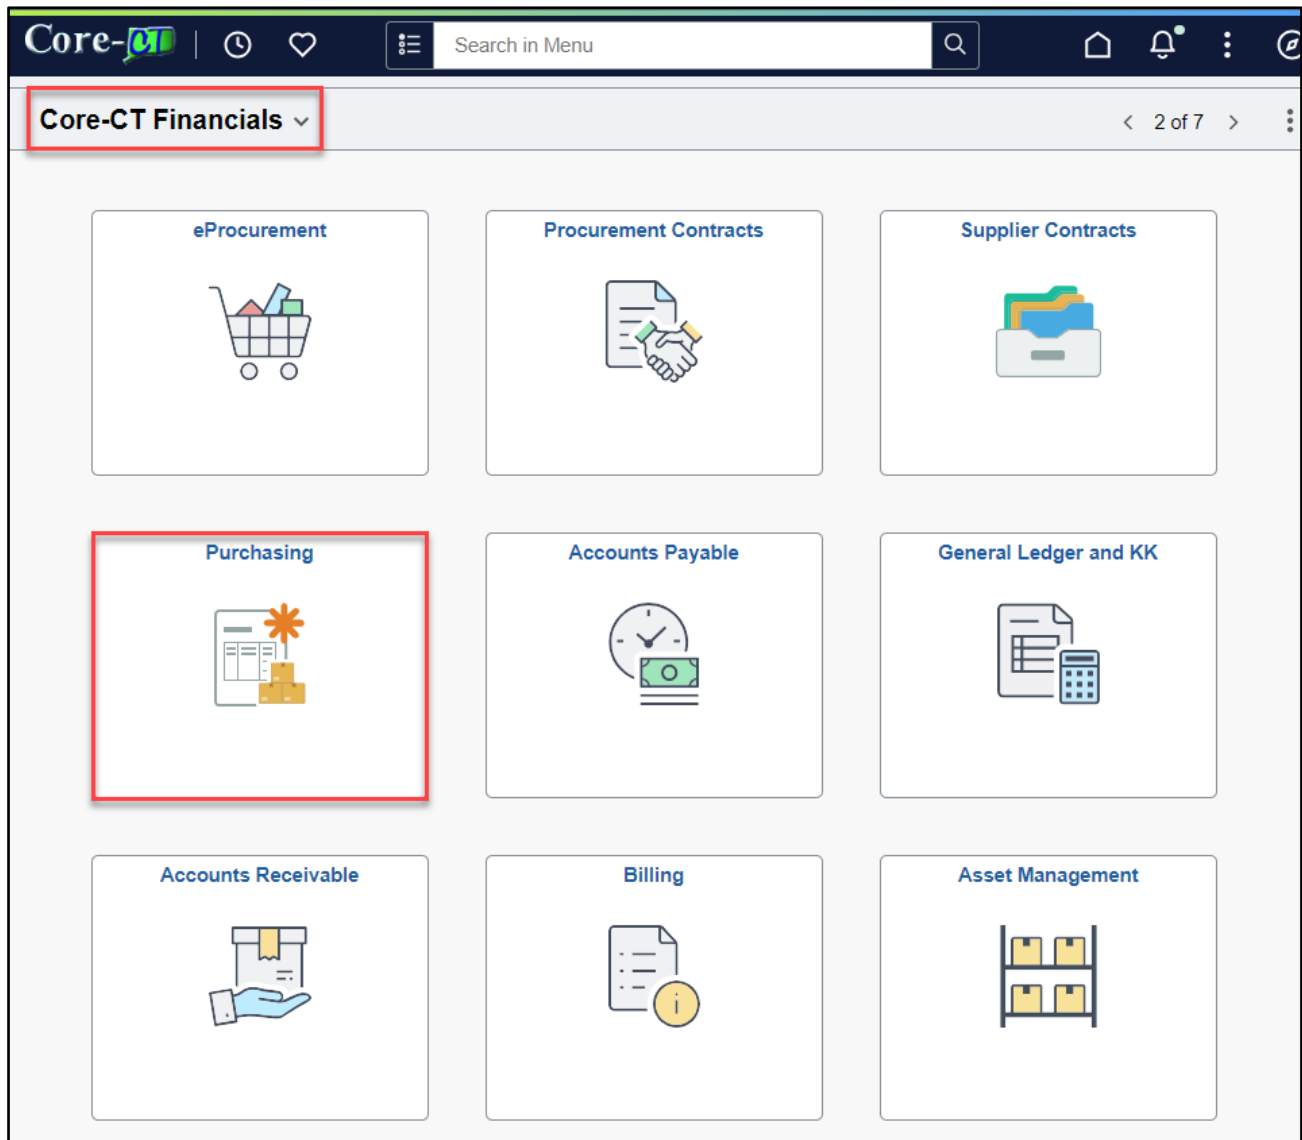 Core-CT
Search in Menu
Core-CT Financials
2 of 7
eProcurement
Procurement Contracts
Supplier Contracts
Purchasing
Accounts Payable
General Ledger and KK
Accounts Receivable
Billing
Asset Management